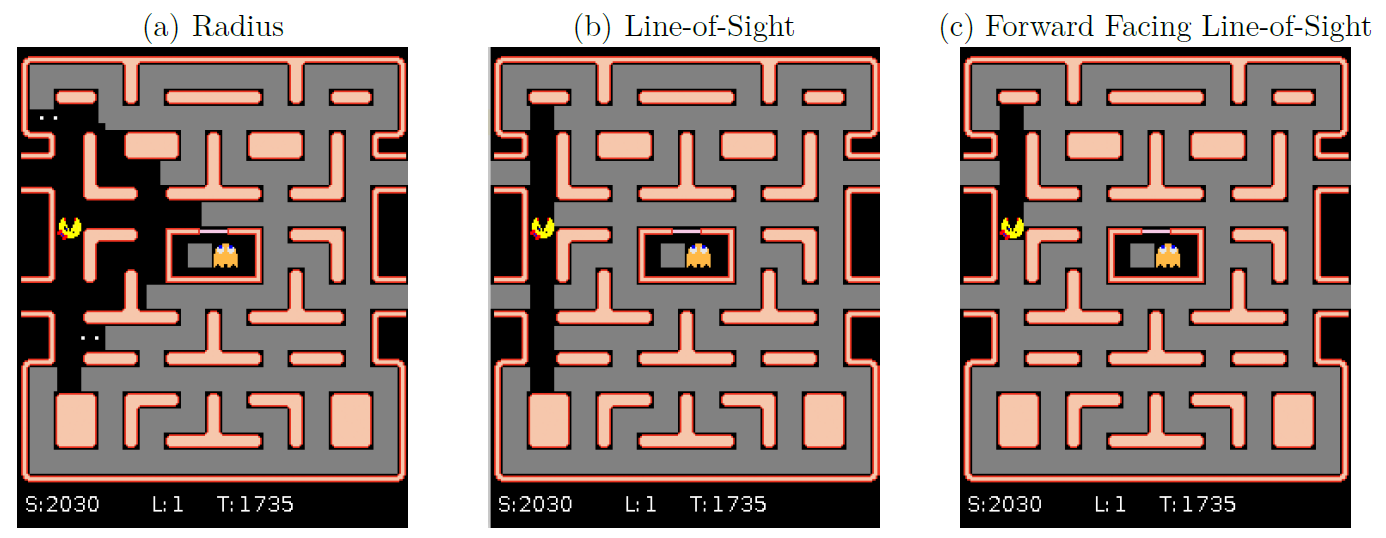 (a) Radius
(b) Line-of-Sight
(c) Forward Facing Line-of-Sight
S:2030 L:1 T:1735
S:2030 L:1 T:1735
S:2030 L:1 T:1735